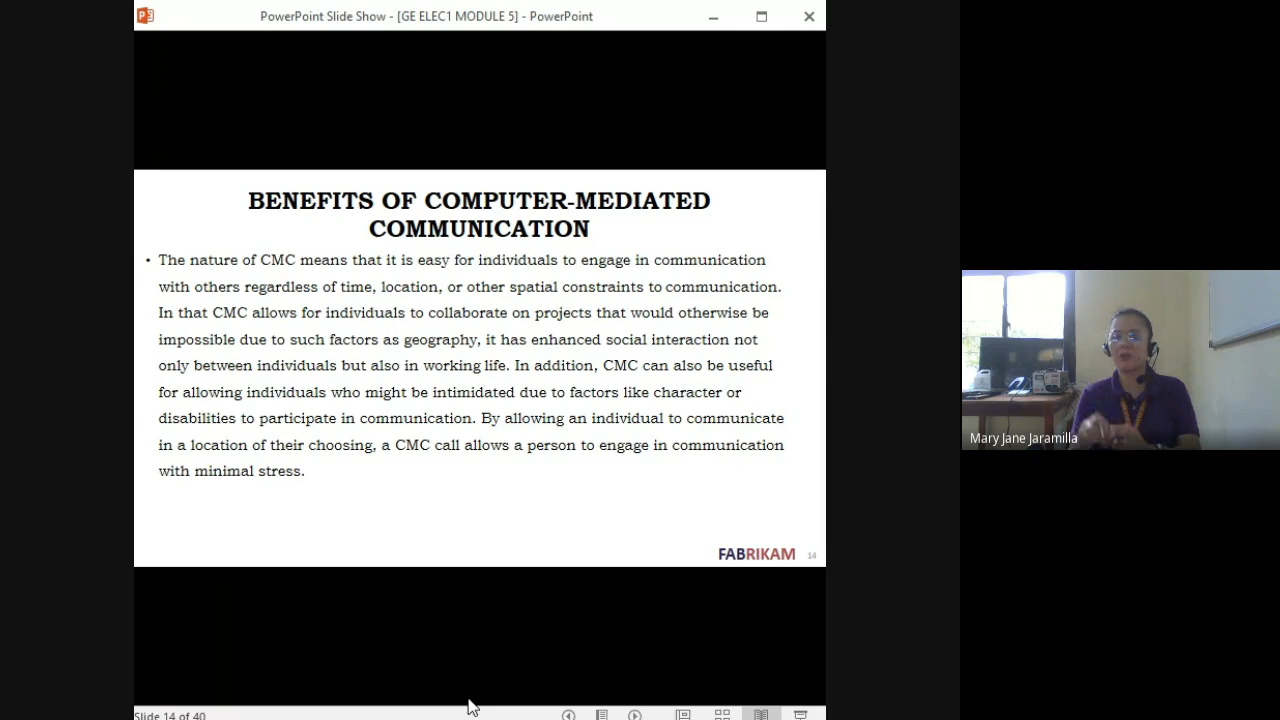 PowerPoint Slide Show - [GE ELEC1 MODULE 5] - PowerPoint
BENEFITS OF COMPUTER-MEDIATED
COMMUNICATION
• The nature of CMC means that it is easy for individuals to engage in communication
with others regardless of time, location, or other spatial constraints to communication.
In that CMC allows for individuals to collaborate on projects that would otherwise be
impossible due to such factors as geography, it has enhanced social interaction not
only between individuals but also in working life. In addition, CMC can also be useful
for allowing individuals who might be intimidated due to factors like character or
disabilities to participate in communication. By allowing an individual to communicate
in a location of their choosing, a CMC call allows a person to engage in communication
with minimal stress.
FABRIKAM 14
Mary Jane Jaramilla
Slide 14 of 40